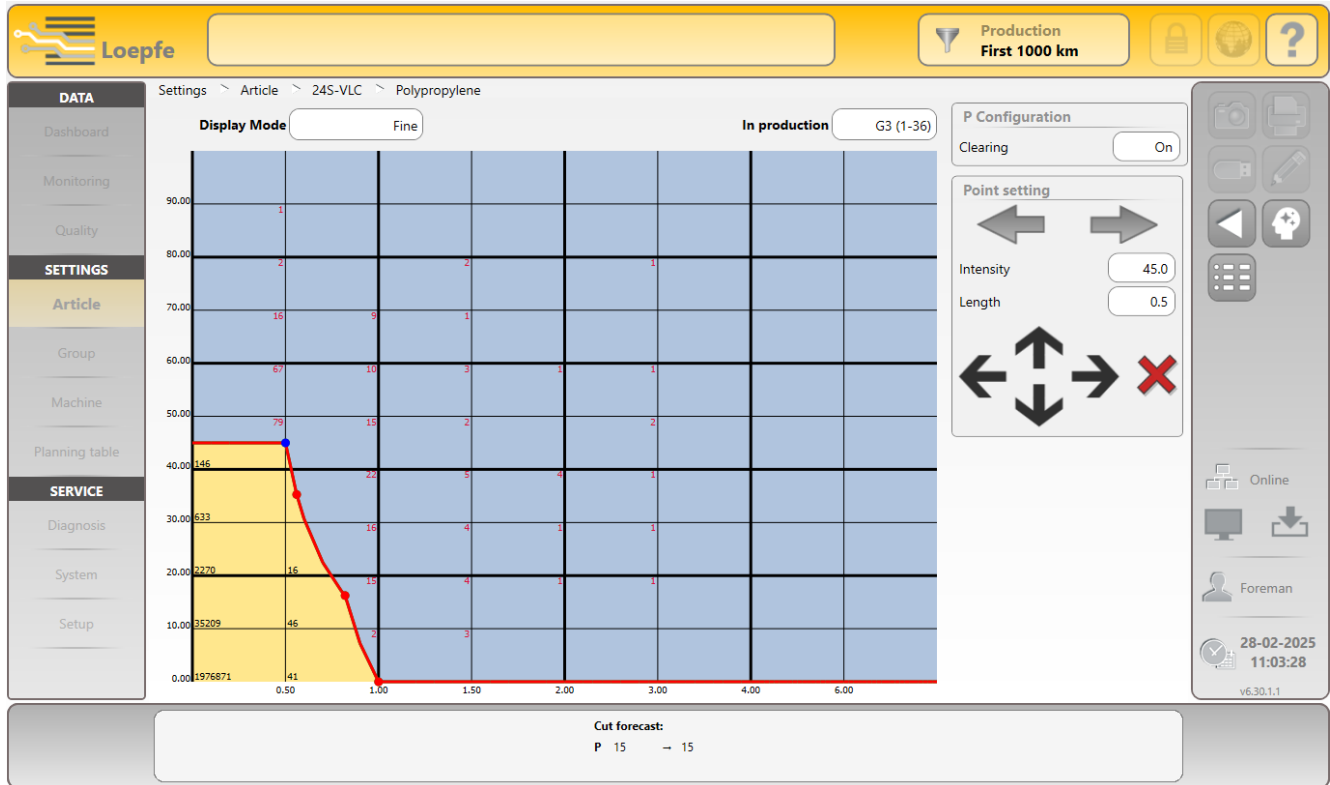 Loepfe
Production
First 1000 km
?
DATA
Dashboard
Monitoring
Quality
SETTINGS
Article
Group
Machine
Planning table
SERVICE
Diagnosis
System
Setup
Settings > Article > 24S-VLC > Polypropylene
Display Mode Fine
In production G3 (1-36)
90.00 1
80.00 2 2 1
70.00 16 9 1
60.00 67 10 3 1 1
50.00 79 15 2 2
40.00 146 22 5 4 1
30.00 633 16 4 1 1
20.00 2270 16 15 4 1 1
10.00 35209 46 2 3
0.00 1976871 41
0.50 1.00 1.50 2.00 3.00 4.00 6.00
P Configuration
Clearing On
Point setting
Intensity 45.0
Length 0.5
Online
Foreman
28-02-2025
11:03:28
v6.30.1.1
Cut forecast:
P 15 → 15